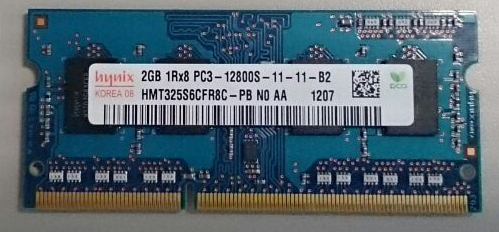 hynix
KOREA 08
2GB 1Rx8 PC3-12800S-11-11-B2
HMT325S6CFR8C-PB N0 AA 1207